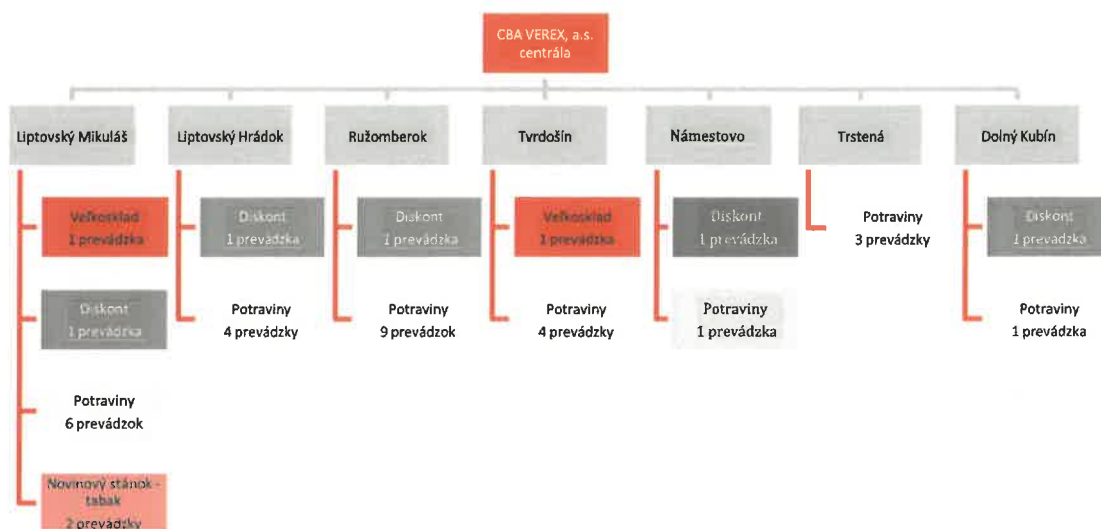 CBA VEREX, a.s.
centrála
Liptovský Mikuláš
Liptovský Hrádok
Ružomberok
Tvrdošín
Námestovo
Trstená
Dolný Kubín
Veľkosklad
1 prevádzka
Diskont
1 prevádzka
Diskont
1 prevádzka
Veľkosklad
1 prevádzka
Diskont
1 prevádzka
Potraviny
3 prevádzky
Diskont
1 prevádzka
Diskont
1 prevádzka
Potraviny
4 prevádzky
Potraviny
9 prevádzok
Potraviny
4 prevádzky
Potraviny
1 prevádzka
Potraviny
1 prevádzka
Potraviny
6 prevádzok
Novinový stánok -
tabak
2 prevádzky